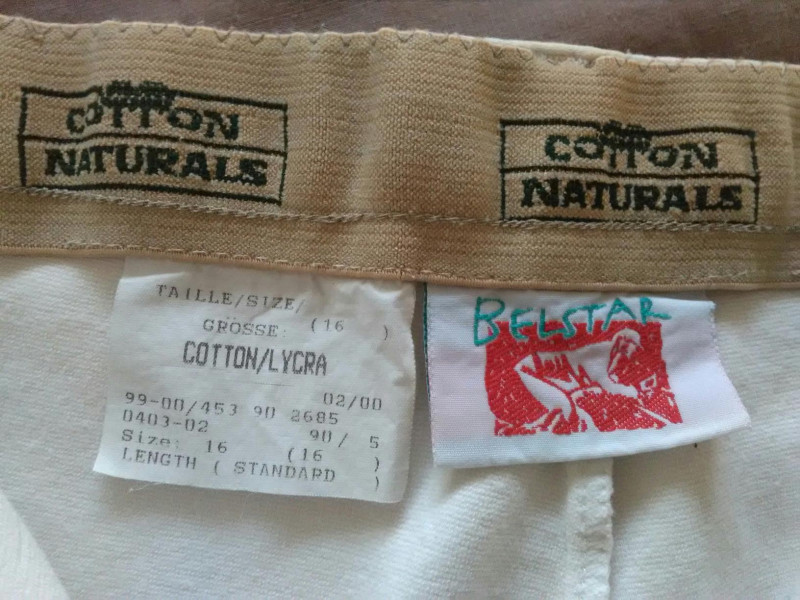 COTTON
NATURALS
COTTON
NATURALS
TAILLE/SIZE/
GRÖSSE: (16 )
COTTON/LYCRA
99-00/453 90 02/00
0403-02 2685
90/ 5
Size: 16 (16 )
LENGTH ( STANDARD )
BELSTAR